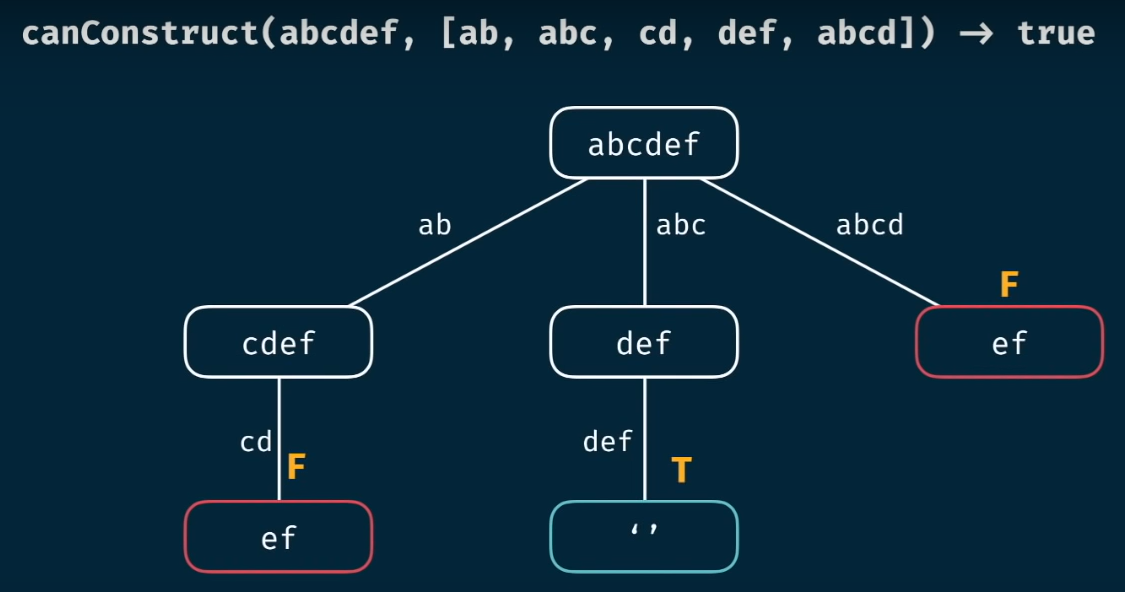 canConstruct(abcdef, [ab, abc, cd, def, abcd]) → true
abcdef
ab abc abcd
F
cdef def ef
cd def
F T
ef ‘’